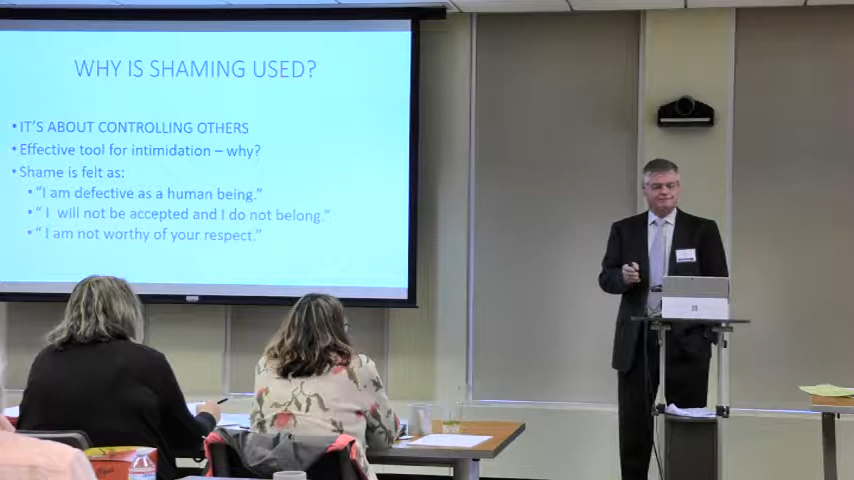 WHY IS SHAMING USED?
• IT'S ABOUT CONTROLLING OTHERS
• Effective tool for intimidation – why?
• Shame is felt as:
• "I am defective as a human being."
• " I will not be accepted and I do not belong."
• " I am not worthy of your respect."